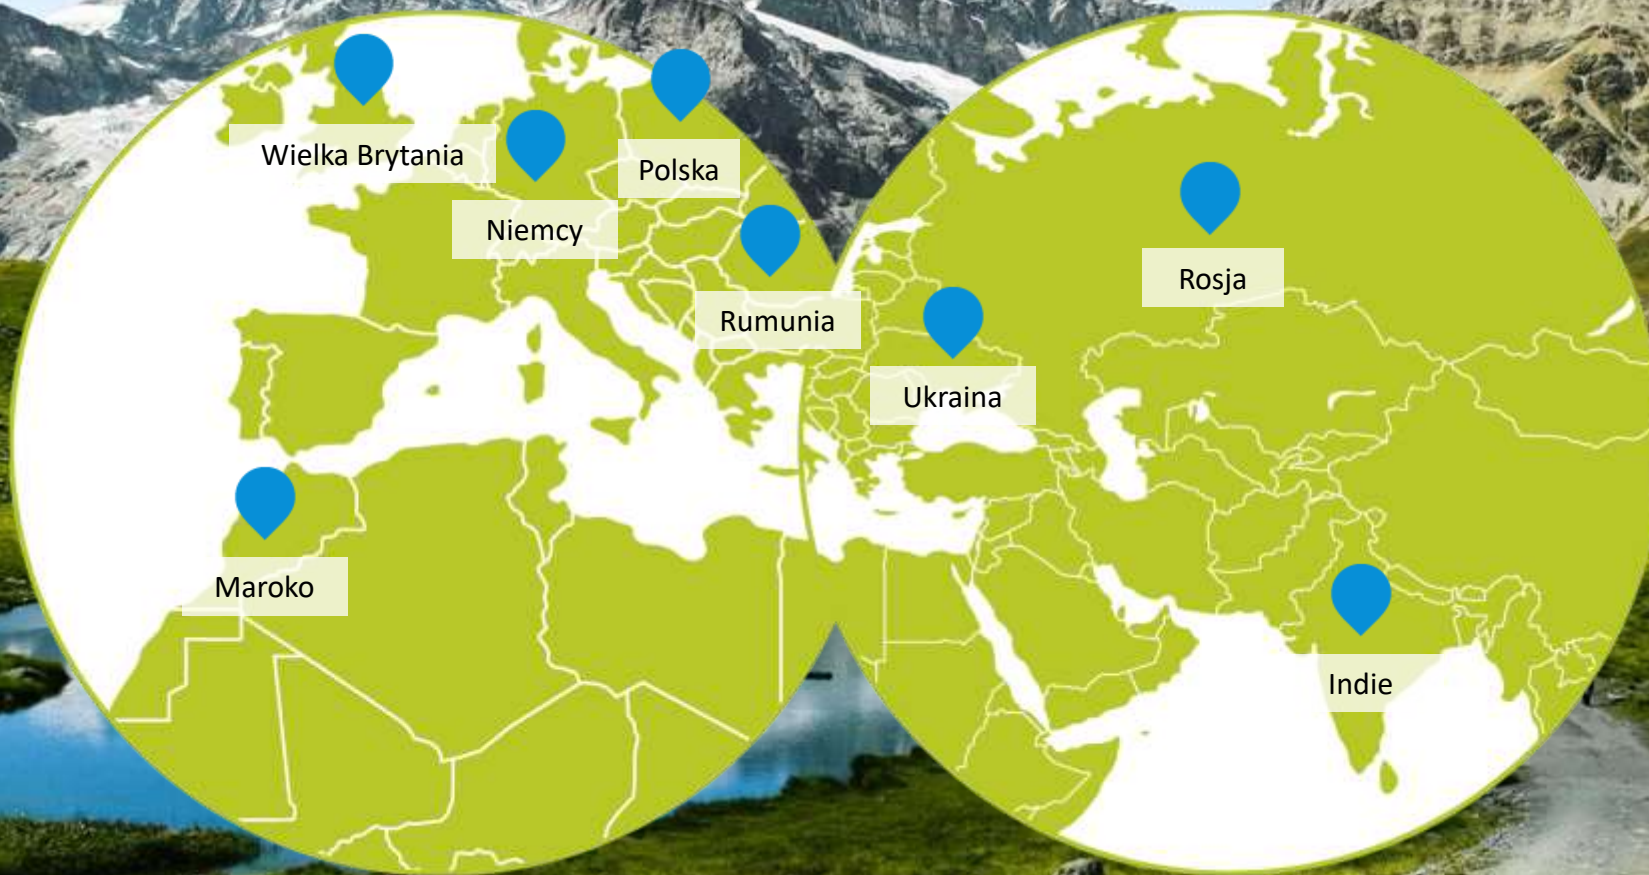 Wielka Brytania
Polska
Niemcy
Rosja
Rumunia
Ukraina
Maroko
Indie